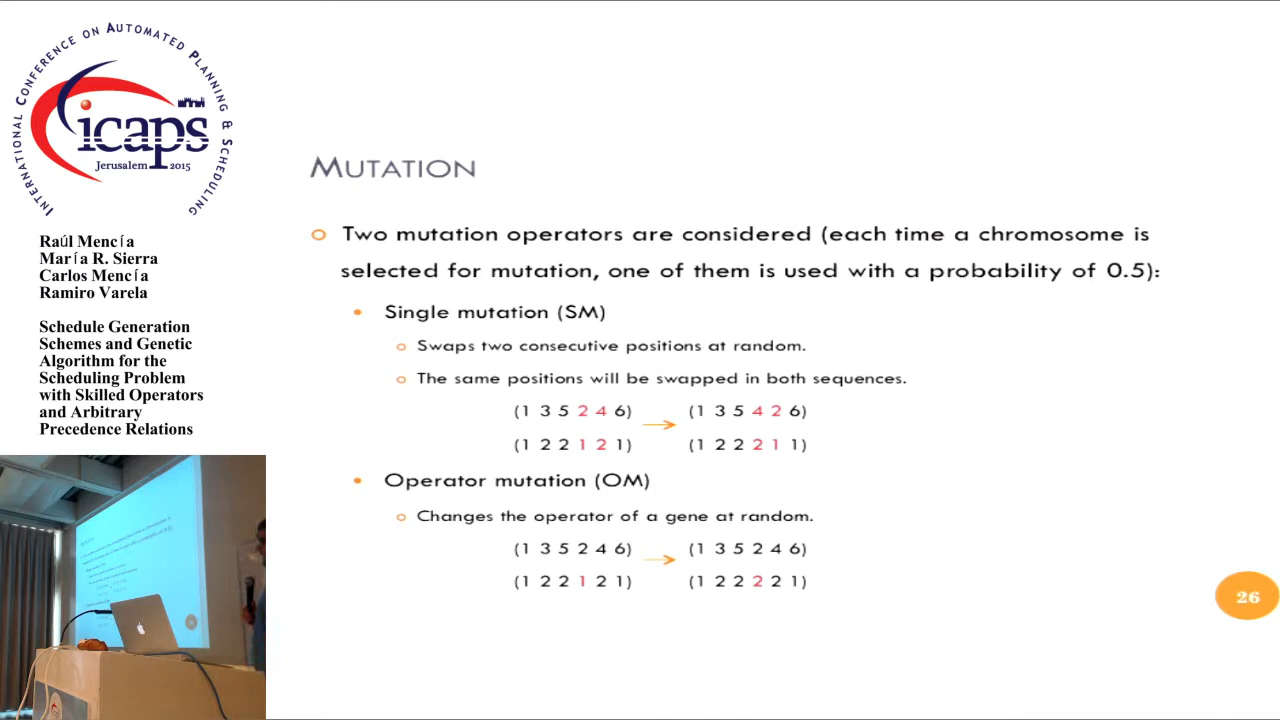 INTERNATIONAL CONFERENCE ON AUTOMATED PLANNING & SCHEDULING
icaps
Jerusalem 2015
Raúl Mencía
María R. Sierra
Carlos Mencía
Ramiro Varela
Schedule Generation
Schemes and Genetic
Algorithm for the
Scheduling Problem
with Skilled Operators
and Arbitrary
Precedence Relations
MUTATION
Two mutation operators are considered (each time a chromosome is
selected for mutation, one of them is used with a probability of 0.5):
Single mutation (SM)
Swaps two consecutive positions at random.
The same positions will be swapped in both sequences.
(1 3 5 2 4 6) → (1 3 5 4 2 6)
(1 2 2 1 2 1) (1 2 2 2 1 1)
Operator mutation (OM)
Changes the operator of a gene at random.
(1 3 5 2 4 6) → (1 3 5 2 4 6)
(1 2 2 1 2 1) (1 2 2 2 2 1)
26